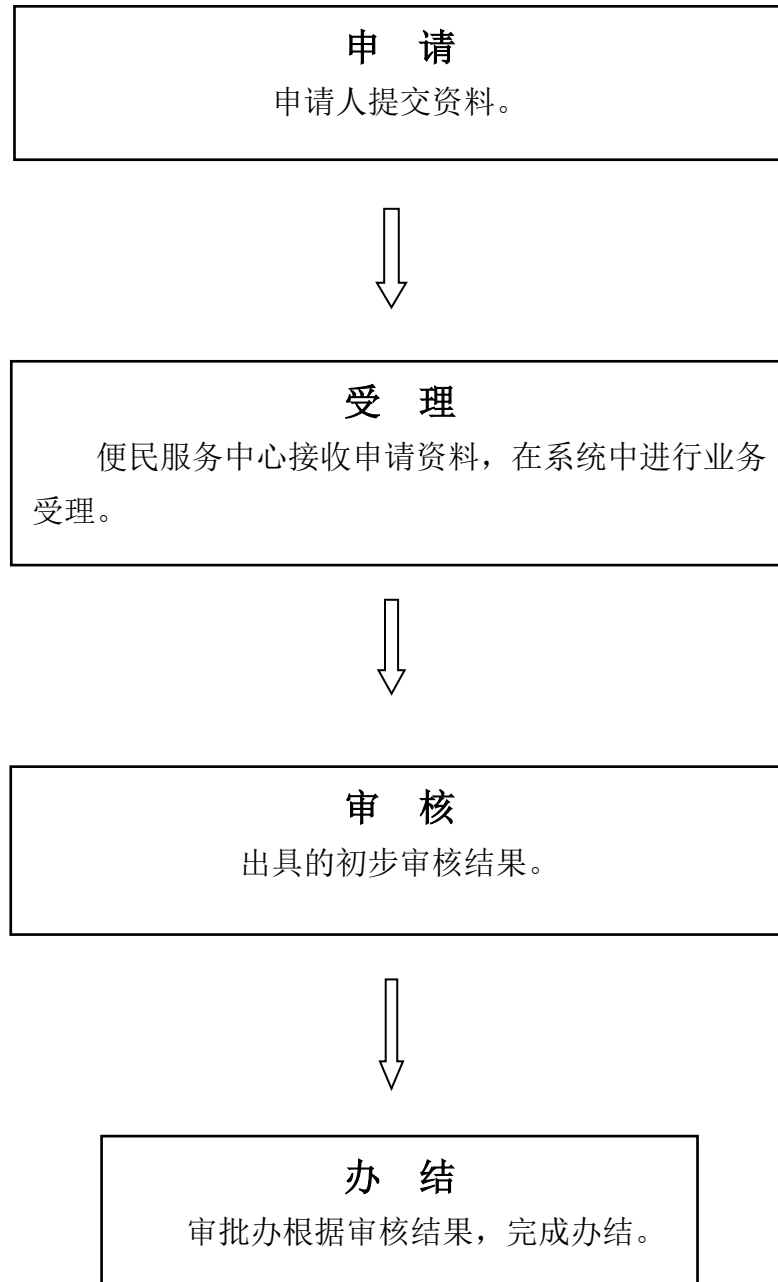 申 请
申请人提交资料。
受 理
便民服务中心接收申请资料，在系统中进行业务
受理。
审 核
出具的初步审核结果。
办 结
审批办根据审核结果，完成办结。